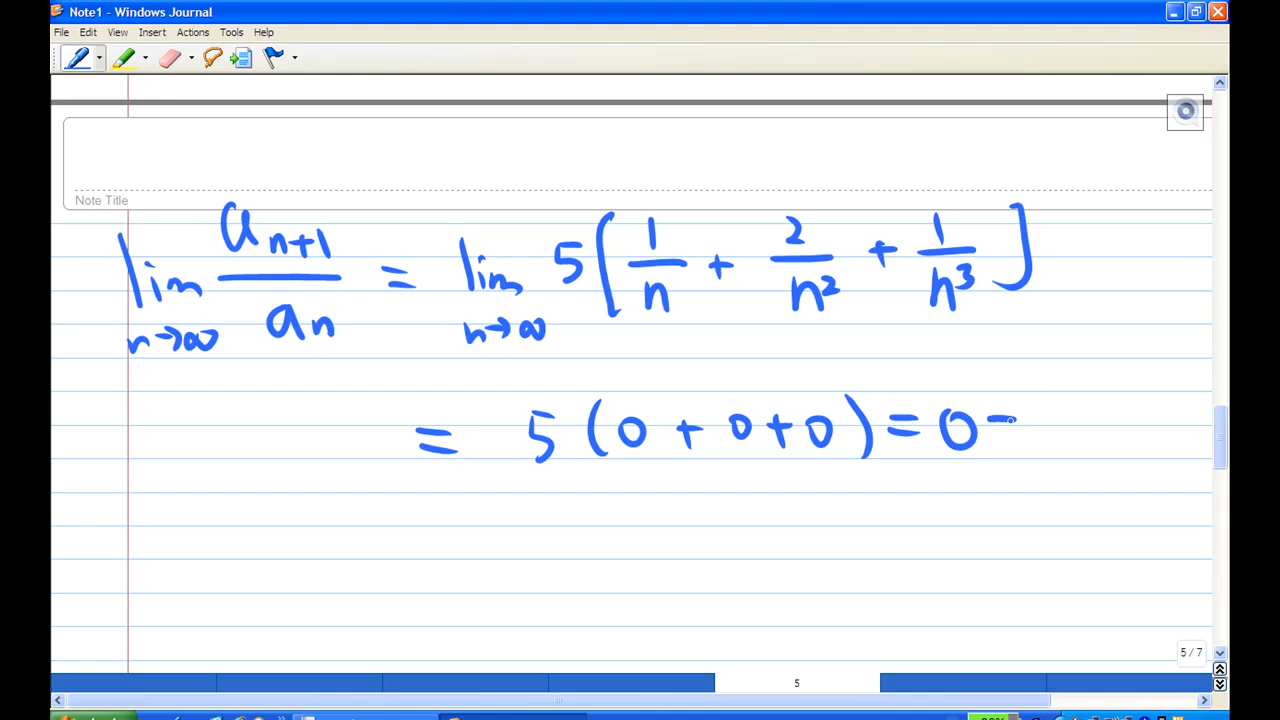 Note1 - Windows Journal
File Edit View Insert Actions Tools Help
Note Title
lim n→∞ a_{n+1}/a_n = lim n→∞ 5[1/n + 2/n² + 1/n³]
= 5(0 + 0 + 0) = 0 =
5 / 7
5